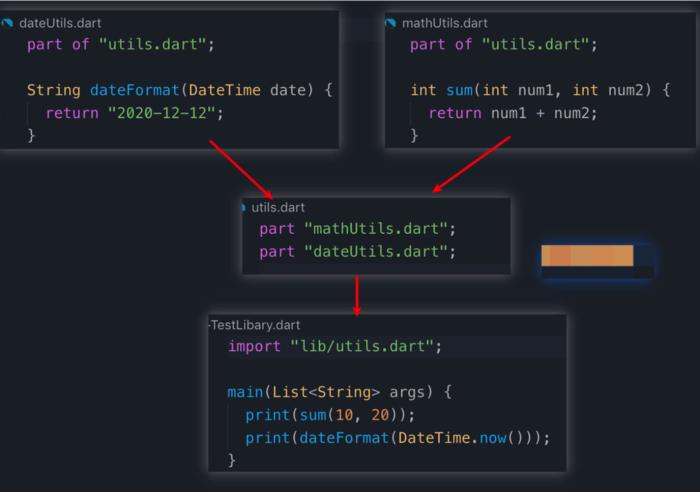 dateUtils.dart
part of "utils.dart";
String dateFormat(DateTime date) {
return "2020-12-12";
}
mathUtils.dart
part of "utils.dart";
int sum(int num1, int num2) {
return num1 + num2;
}
utils.dart
part "mathUtils.dart";
part "dateUtils.dart";
TestLibary.dart
import "lib/utils.dart";
main(List<String> args) {
print(sum(10, 20));
print(dateFormat(DateTime.now()));
}